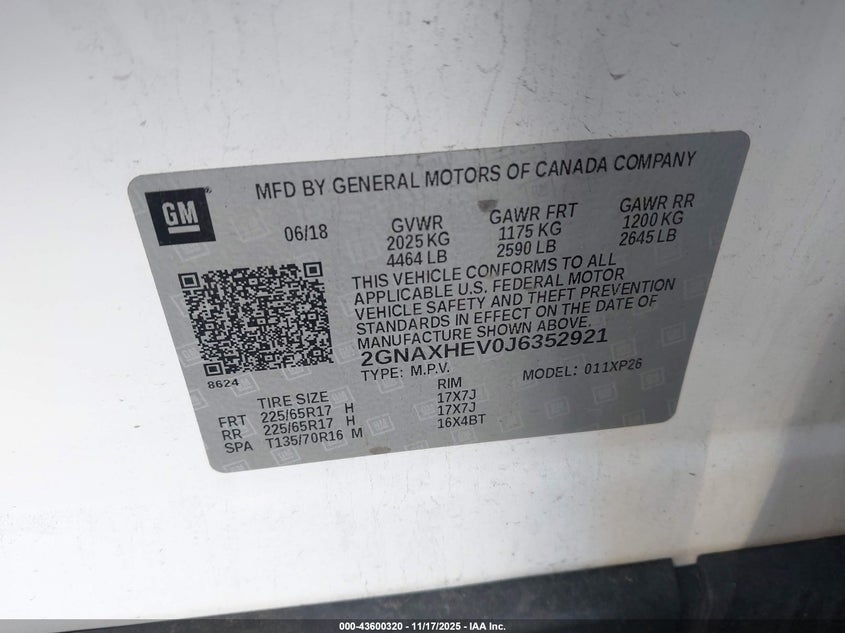 GM
MFD BY GENERAL MOTORS OF CANADA COMPANY
06/18
GVWR
2025 KG
4464 LB
GAWR FRT
1175 KG
2590 LB
GAWR RR
1200 KG
2645 LB
THIS VEHICLE CONFORMS TO ALL
APPLICABLE U.S. FEDERAL MOTOR
VEHICLE SAFETY AND THEFT PREVENTION
STANDARDS IN EFFECT ON THE DATE OF
MANUFACTURE SHOWN ABOVE.
2GNAXHEV0J6352921
8624
TYPE: M.P.V.
MODEL: 011XP26
TIRE SIZE RIM
FRT 225/65R17 H 17X7J
RR 225/65R17 H 17X7J
SPA T135/70R16 M 16X4BT
000-43600320 - 11/17/2025 - IAA Inc.